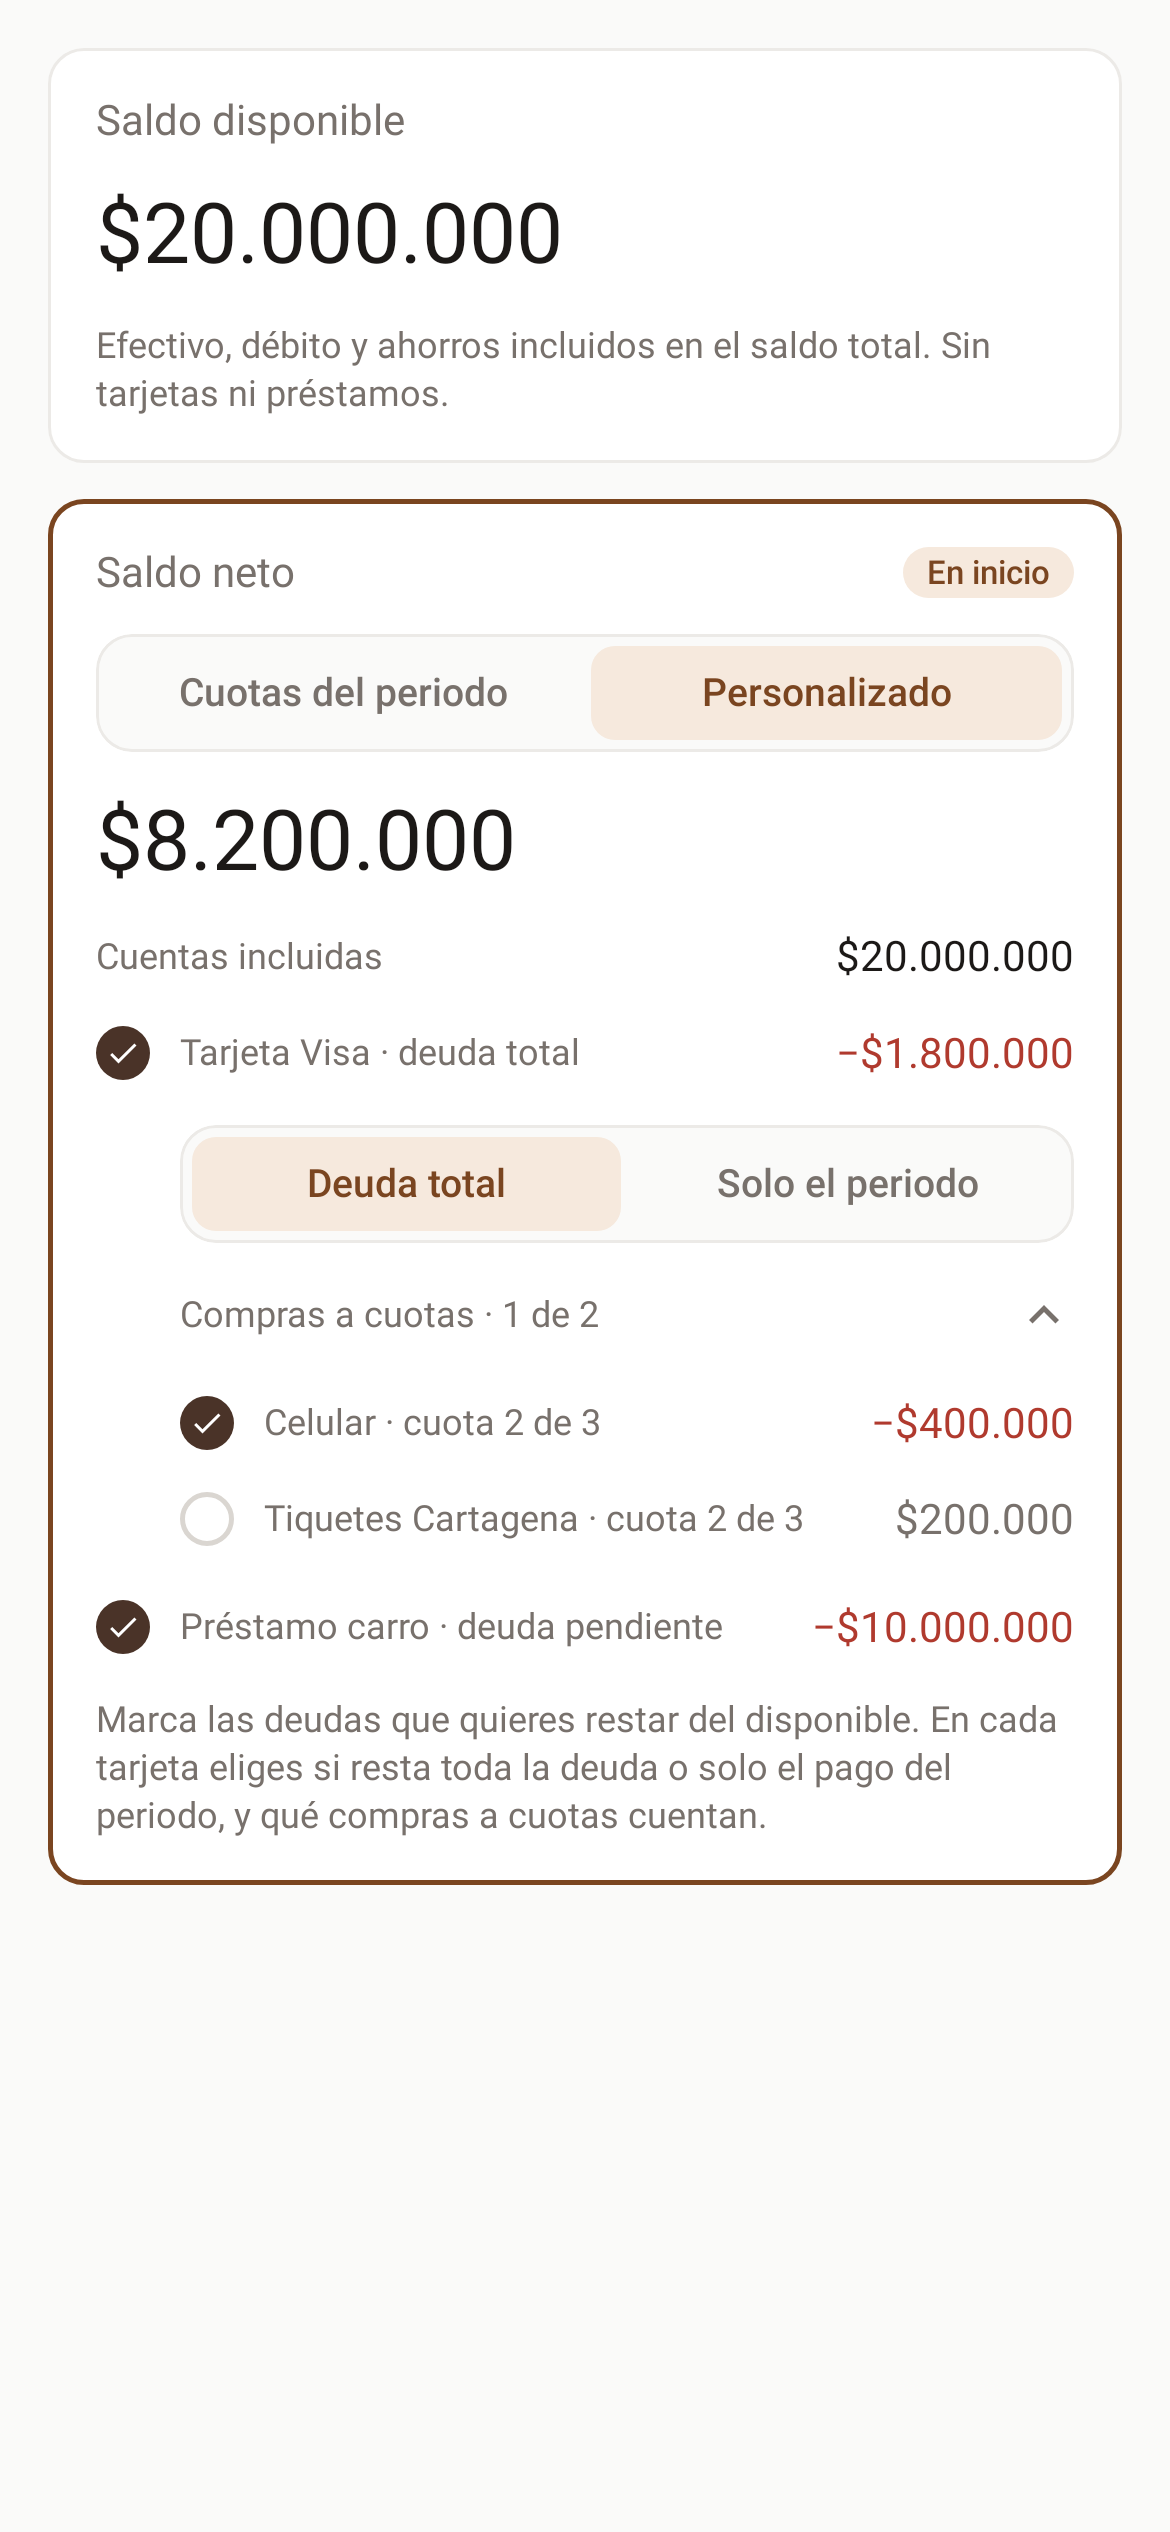 Saldo disponible
$20.000.000
Efectivo, débito y ahorros incluidos en el saldo total. Sin
tarjetas ni préstamos.
Saldo neto
En inicio
Cuotas del periodo
Personalizado
$8.200.000
Cuentas incluidas
$20.000.000
Tarjeta Visa · deuda total
−$1.800.000
Deuda total
Solo el periodo
Compras a cuotas · 1 de 2
Celular · cuota 2 de 3
−$400.000
Tiquetes Cartagena · cuota 2 de 3
$200.000
Préstamo carro · deuda pendiente
−$10.000.000
Marca las deudas que quieres restar del disponible. En cada
tarjeta eliges si resta toda la deuda o solo el pago del
periodo, y qué compras a cuotas cuentan.